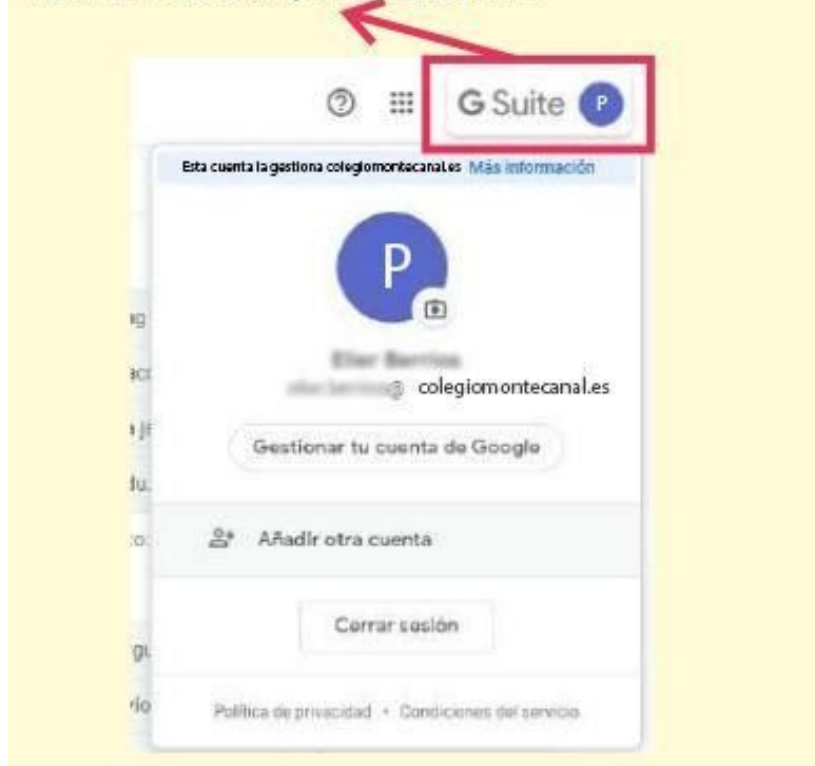 G Suite P
Esta cuenta la gestiona colegiomontecanal.es Más información
P
@ colegiomontecanal.es
Gestionar tu cuenta de Google
Añadir otra cuenta
Cerrar sesión
Política de privacidad • Condiciones del servicio